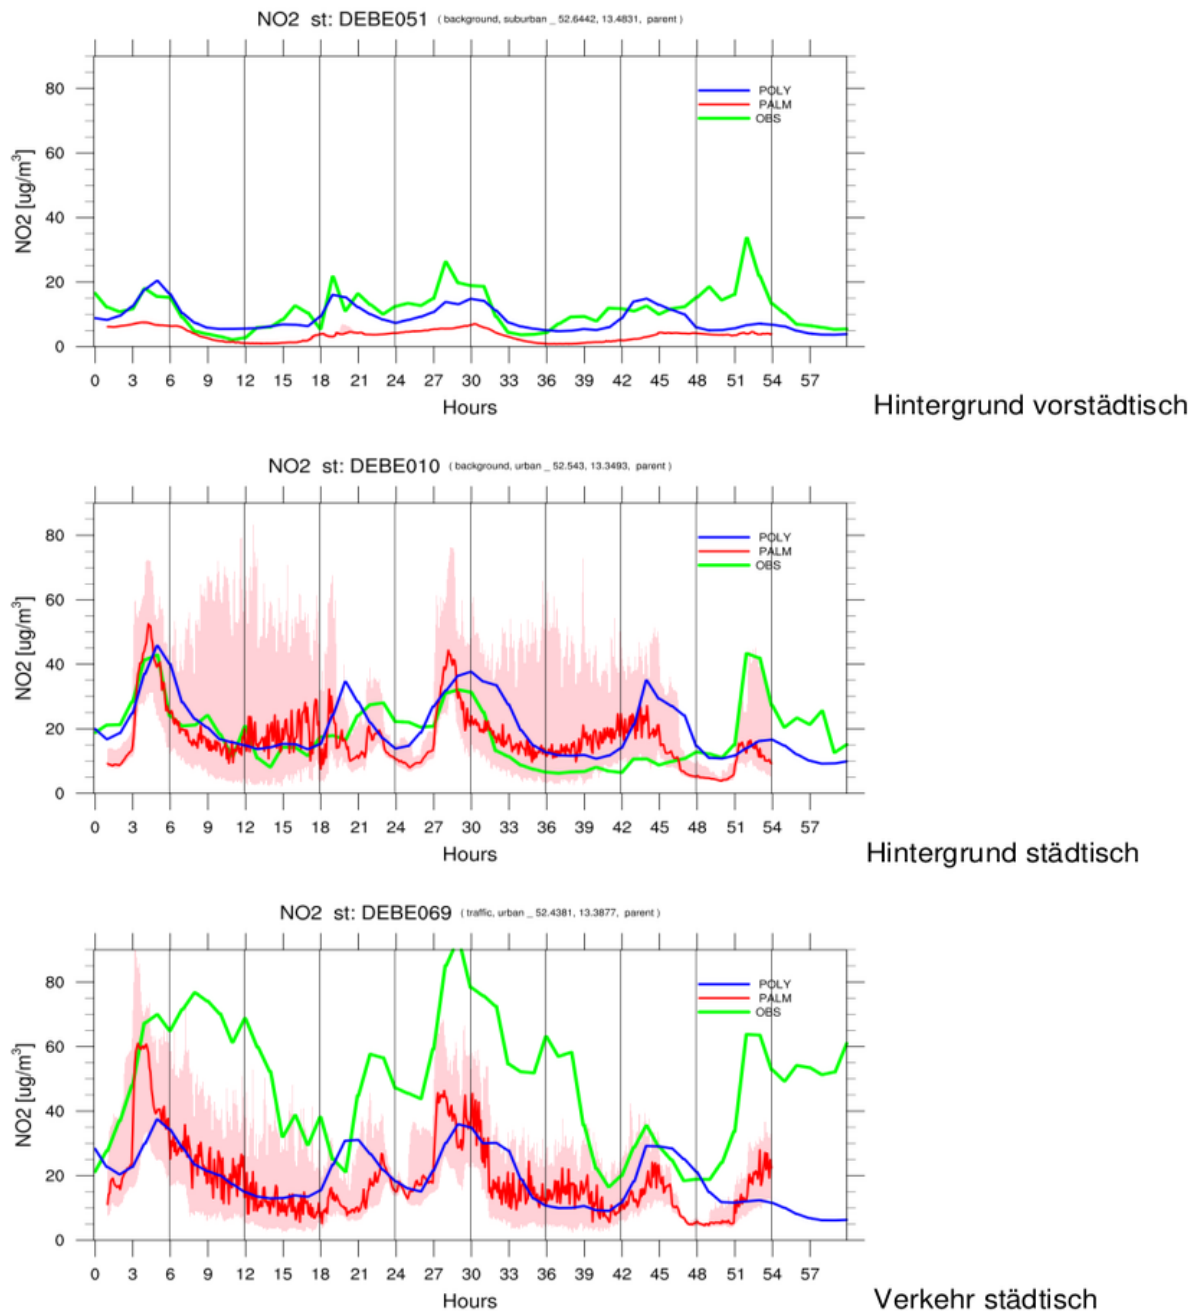 NO2 st: DEBE051 ( background, suburban _ 52.6442, 13.4831, parent )
NO2 [ug/m³]
80
60
40
20
0
POLY
PALM
OBS
0 3 6 9 12 15 18 21 24 27 30 33 36 39 42 45 48 51 54 57
Hours
Hintergrund vorstädtisch
NO2 st: DEBE010 ( background, urban _ 52.543, 13.3493, parent )
NO2 [ug/m³]
80
60
40
20
0
POLY
PALM
OBS
0 3 6 9 12 15 18 21 24 27 30 33 36 39 42 45 48 51 54 57
Hours
Hintergrund städtisch
NO2 st: DEBE069 ( traffic, urban _ 52.4381, 13.3877, parent )
NO2 [ug/m³]
80
60
40
20
0
POLY
PALM
OBS
0 3 6 9 12 15 18 21 24 27 30 33 36 39 42 45 48 51 54 57
Hours
Verkehr städtisch